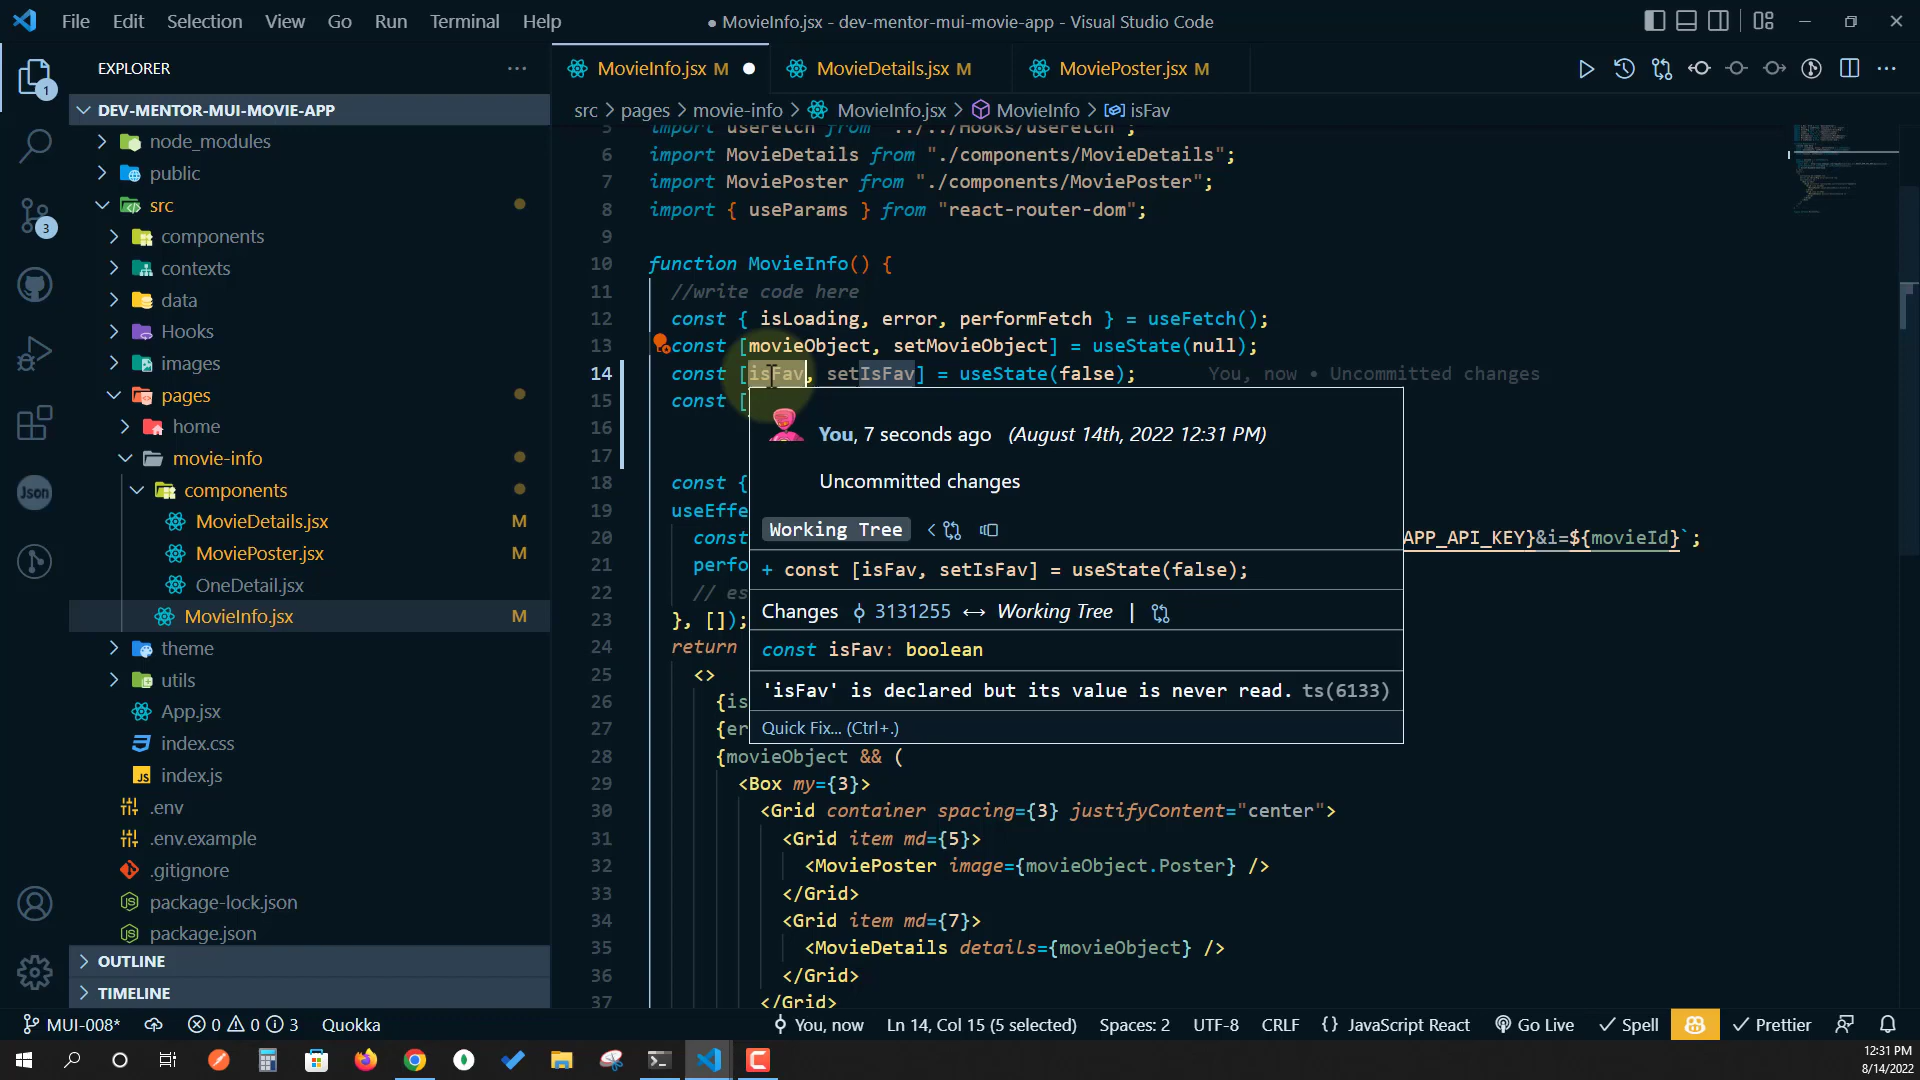 File Edit Selection View Go Run Terminal Help
● MovieInfo.jsx - dev-mentor-mui-movie-app - Visual Studio Code
EXPLORER
DEV-MENTOR-MUI-MOVIE-APP
node_modules
public
src
components
contexts
data
Hooks
images
pages
home
movie-info
components
MovieDetails.jsx M
MoviePoster.jsx M
OneDetail.jsx
MovieInfo.jsx M
theme
utils
App.jsx
index.css
JS index.js
.env
.env.example
.gitignore
package-lock.json
package.json
OUTLINE
TIMELINE
1
3
Json
MovieInfo.jsx M ●
MovieDetails.jsx M
MoviePoster.jsx M
src > pages > movie-info > MovieInfo.jsx > MovieInfo > isFav
5 import useFetch from "../../Hooks/useFetch";
6 import MovieDetails from "./components/MovieDetails";
7 import MoviePoster from "./components/MoviePoster";
8 import { useParams } from "react-router-dom";
9
10 function MovieInfo() {
11 //write code here
12 const { isLoading, error, performFetch } = useFetch();
13 const [movieObject, setMovieObject] = useState(null);
14 const [isFav, setIsFav] = useState(false); You, now • Uncommitted changes
15 const [
16
17
18 const {
19 useEffe
20 const APP_API_KEY}&i=${movieId}`;
21 perfo
22 // es
23 }, []);
24 return
25 <>
26 {is
27 {er
28 {movieObject && (
29 <Box my={3}>
30 <Grid container spacing={3} justifyContent="center">
31 <Grid item md={5}>
32 <MoviePoster image={movieObject.Poster} />
33 </Grid>
34 <Grid item md={7}>
35 <MovieDetails details={movieObject} />
36 </Grid>
37 </Grid>
You, 7 seconds ago (August 14th, 2022 12:31 PM)
Uncommitted changes
Working Tree
+ const [isFav, setIsFav] = useState(false);
Changes 3131255 ↔ Working Tree |
const isFav: boolean
'isFav' is declared but its value is never read. ts(6133)
Quick Fix... (Ctrl+.)
MUI-008* 0 0 3 Quokka You, now Ln 14, Col 15 (5 selected) Spaces: 2 UTF-8 CRLF {} JavaScript React Go Live Spell Prettier
12:31 PM
8/14/2022